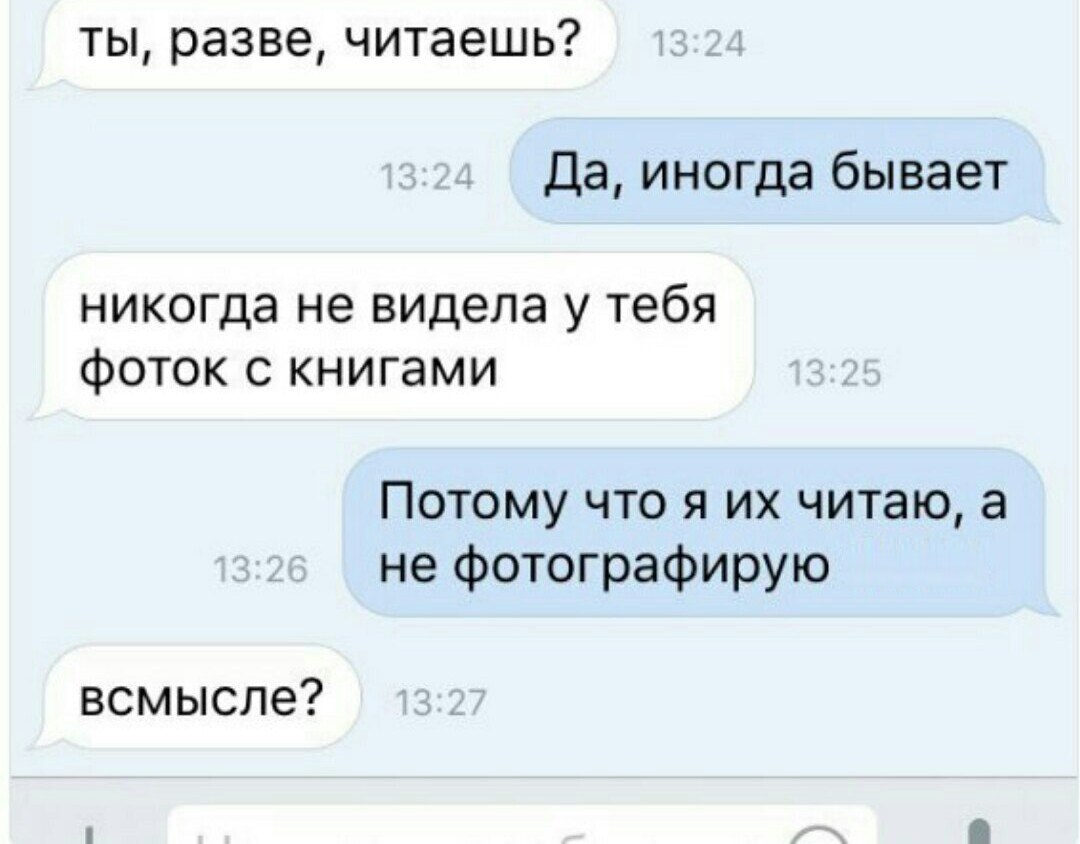 ты, разве, читаешь? 13:24
13:24 Да, иногда бывает
никогда не видела у тебя
фоток с книгами 13:25
Потому что я их читаю, а
13:26 не фотографирую
всмысле? 13:27